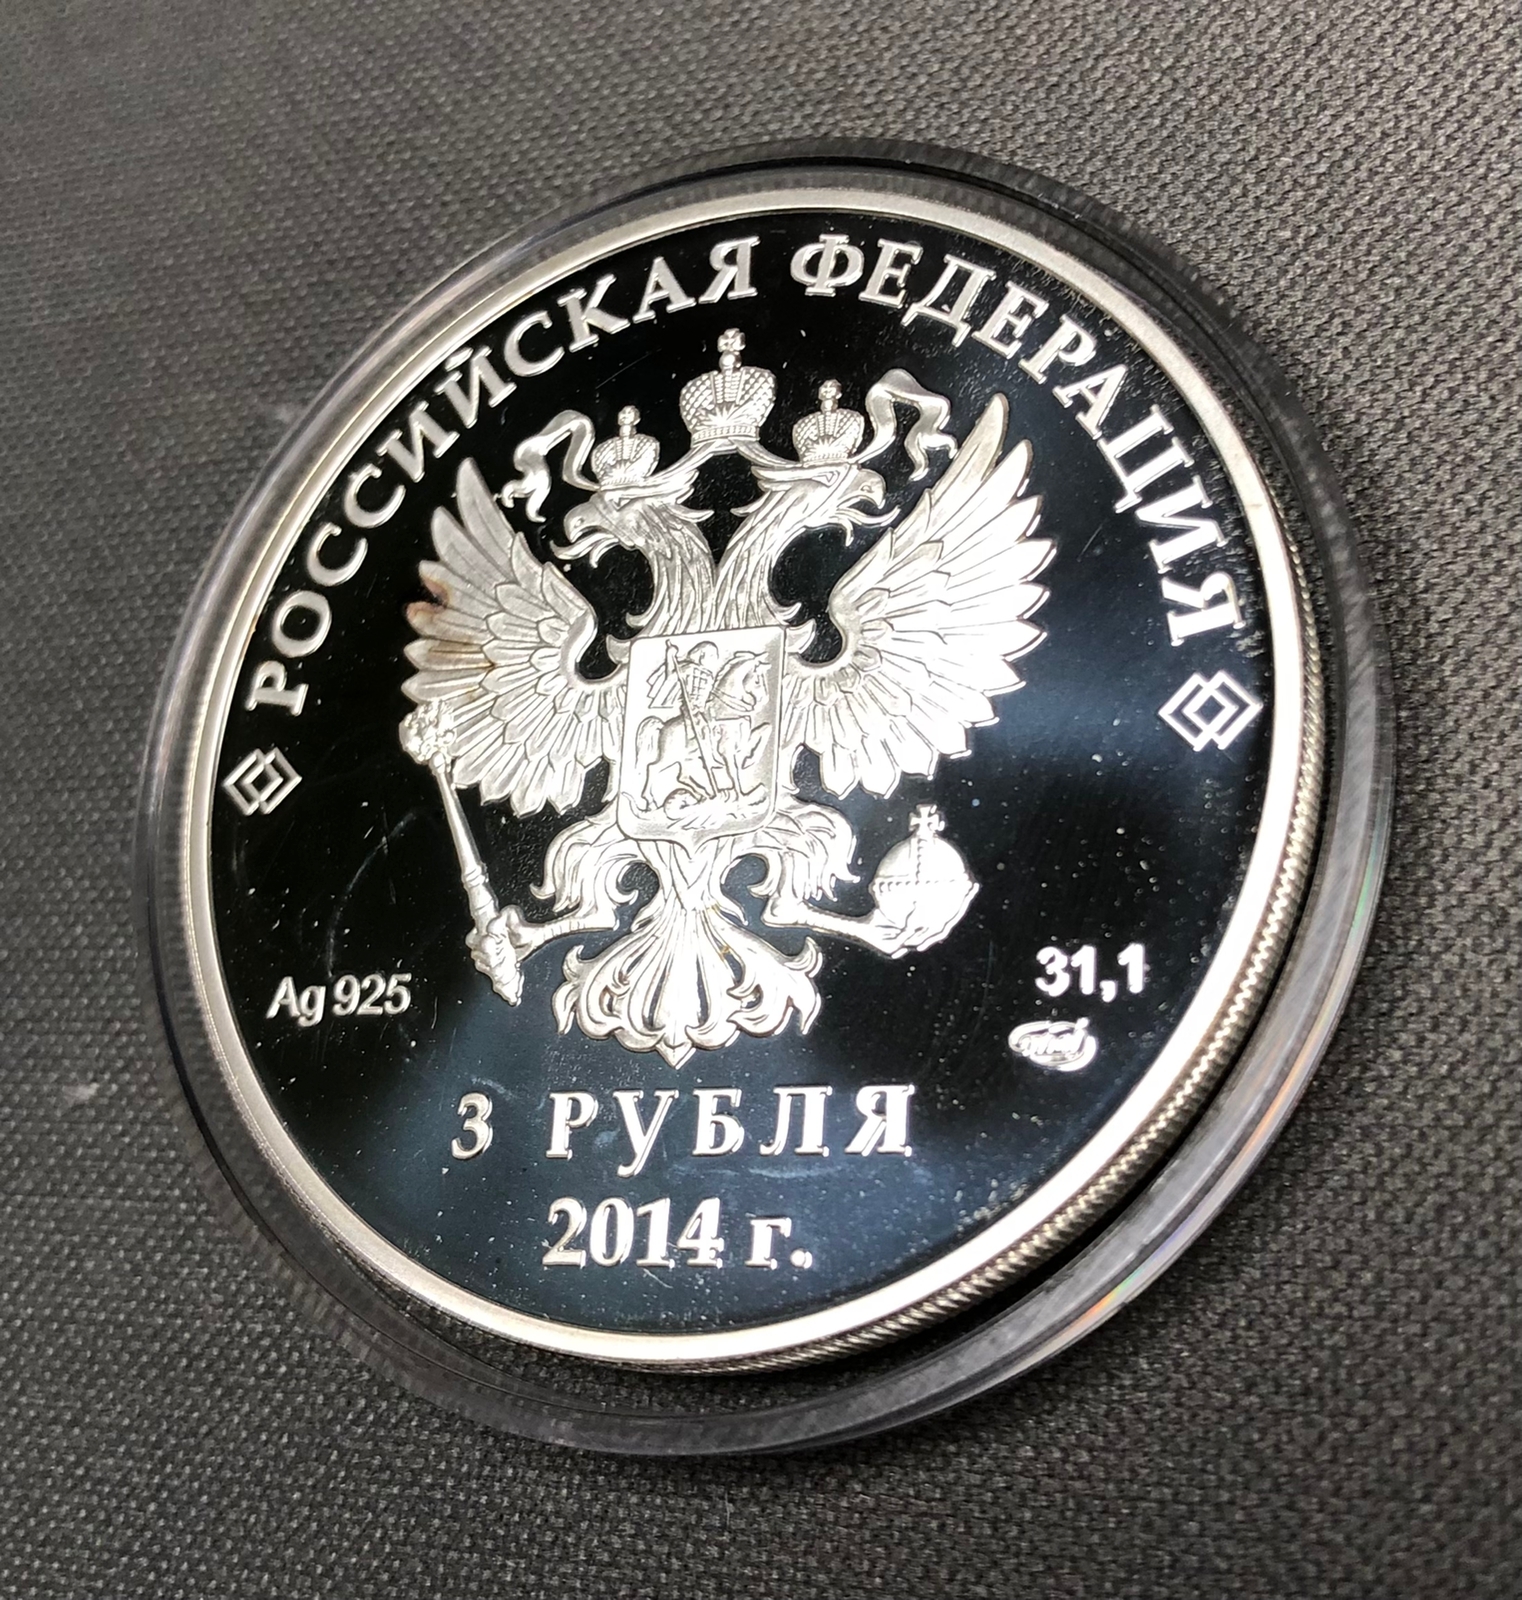 РОССИЙСКАЯ ФЕДЕРАЦИЯ
Ag 925
31,1
3 РУБЛЯ
2014 г.